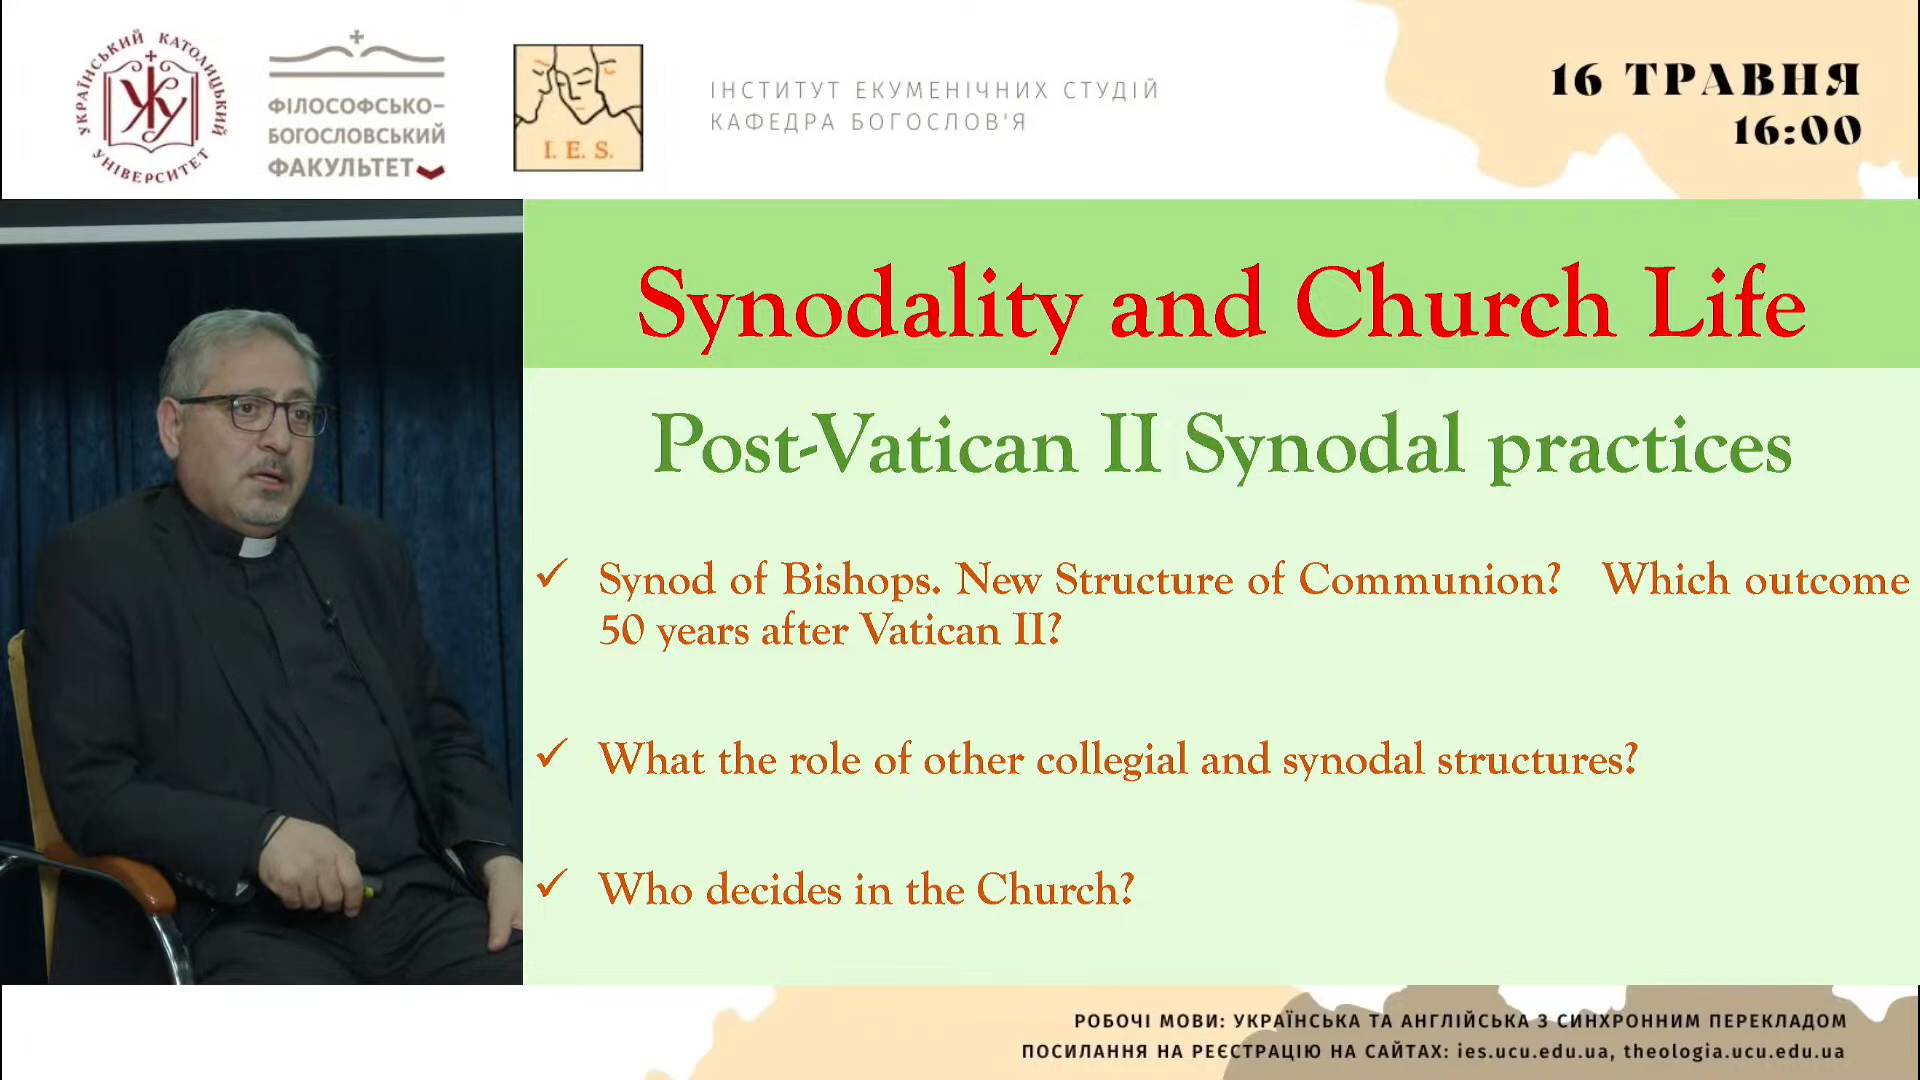 УКРАЇНСЬКИЙ КАТОЛИЦЬКИЙ УНІВЕРСИТЕТ
УКУ
ФІЛОСОФСЬКО-
БОГОСЛОВСЬКИЙ
ФАКУЛЬТЕТ
I. E. S.
ІНСТИТУТ ЕКУМЕНІЧНИХ СТУДІЙ
КАФЕДРА БОГОСЛОВ'Я
16 ТРАВНЯ
16:00
Synodality and Church Life
Post-Vatican II Synodal practices
✓ Synod of Bishops. New Structure of Communion? Which outcome
50 years after Vatican II?
✓ What the role of other collegial and synodal structures?
✓ Who decides in the Church?
РОБОЧІ МОВИ: УКРАЇНСЬКА ТА АНГЛІЙСЬКА З СИНХРОННИМ ПЕРЕКЛАДОМ
ПОСИЛАННЯ НА РЕЄСТРАЦІЮ НА САЙТАХ: ies.ucu.edu.ua, theologia.ucu.edu.ua